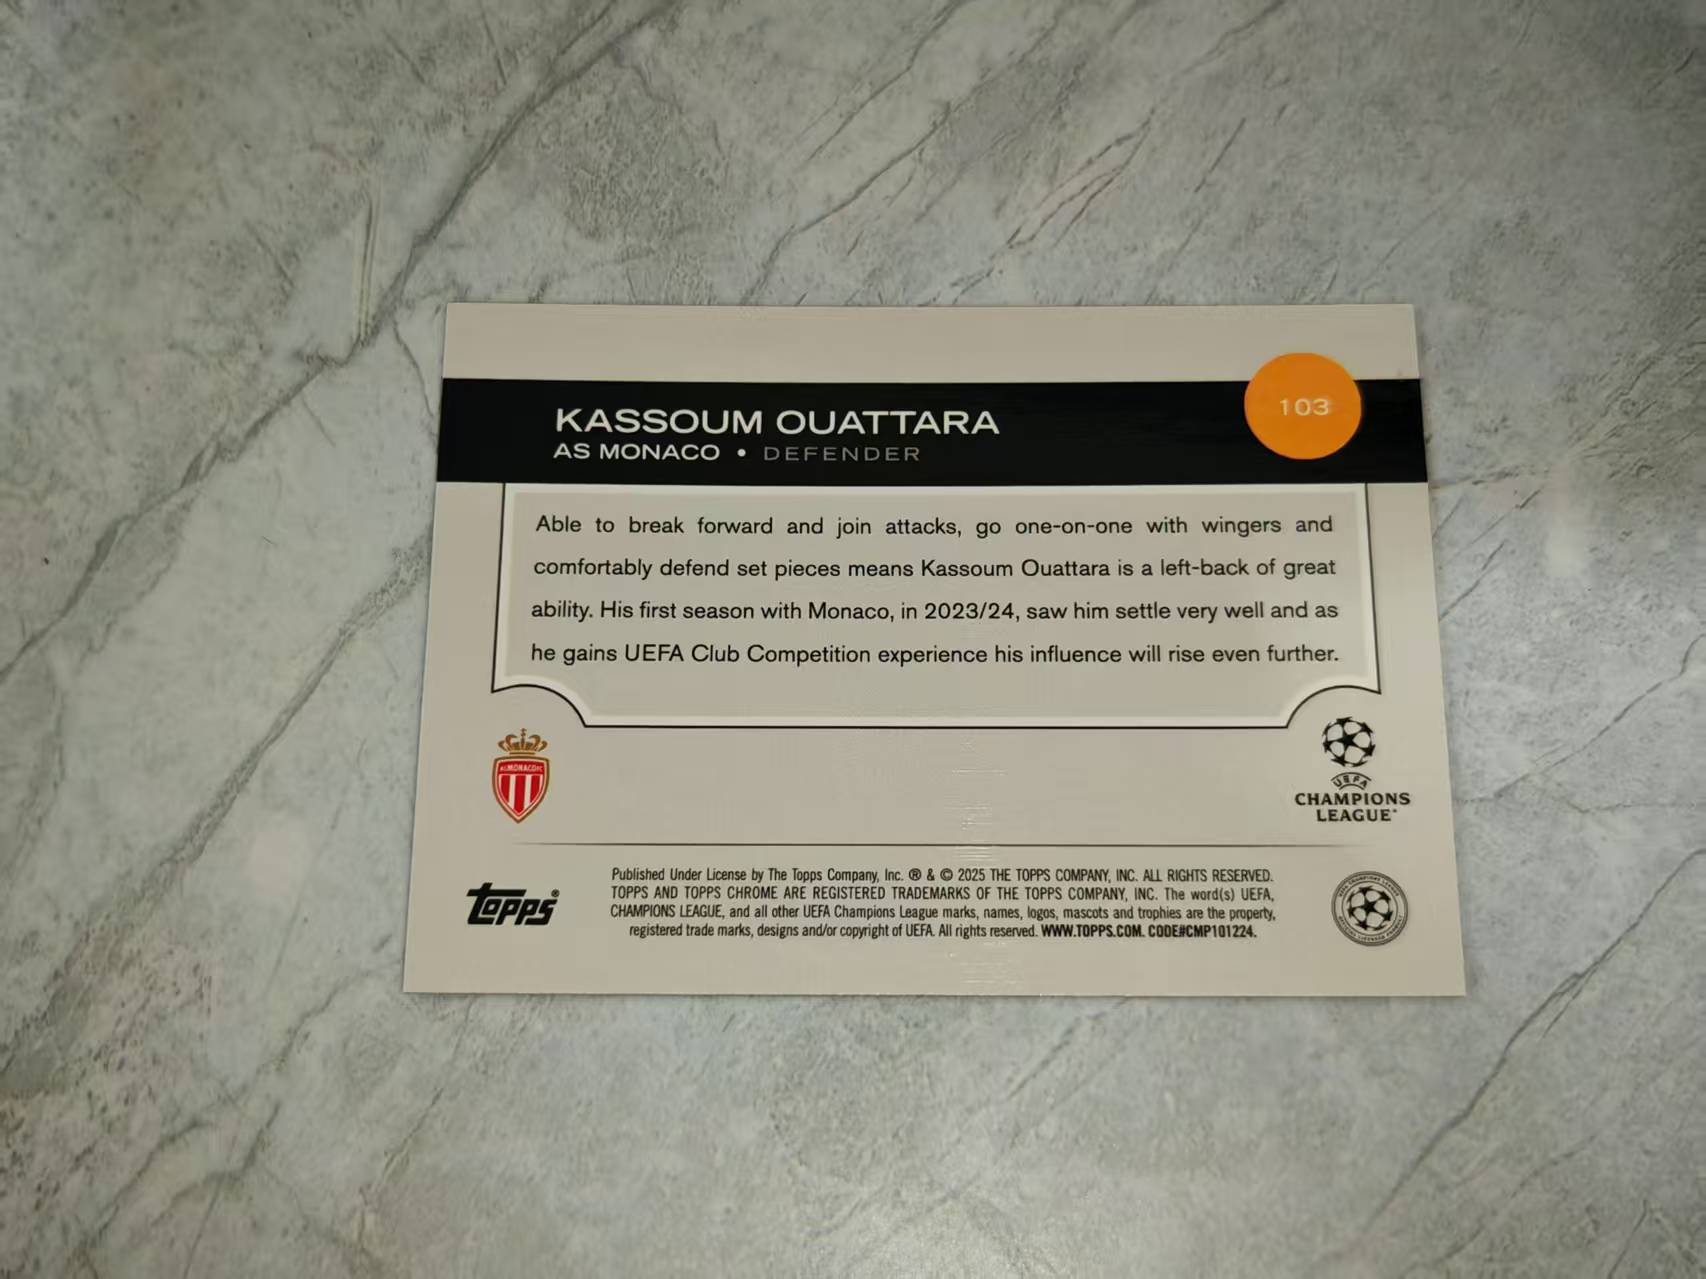 KASSOUM OUATTARA
103
AS MONACO • DEFENDER
Able to break forward and join attacks, go one-on-one with wingers and
comfortably defend set pieces means Kassoum Ouattara is a left-back of great
ability. His first season with Monaco, in 2023/24, saw him settle very well and as
he gains UEFA Club Competition experience his influence will rise even further.
AS MONACO FC
UEFA
CHAMPIONS
LEAGUE
topps®
Published Under License by The Topps Company, Inc. ® & © 2025 THE TOPPS COMPANY, INC. ALL RIGHTS RESERVED.
TOPPS AND TOPPS CHROME ARE REGISTERED TRADEMARKS OF THE TOPPS COMPANY, INC. The word(s) UEFA,
CHAMPIONS LEAGUE, and all other UEFA Champions League marks, names, logos, mascots and trophies are the property,
registered trade marks, designs and/or copyright of UEFA. All rights reserved. WWW.TOPPS.COM. CODE#CMP101224.